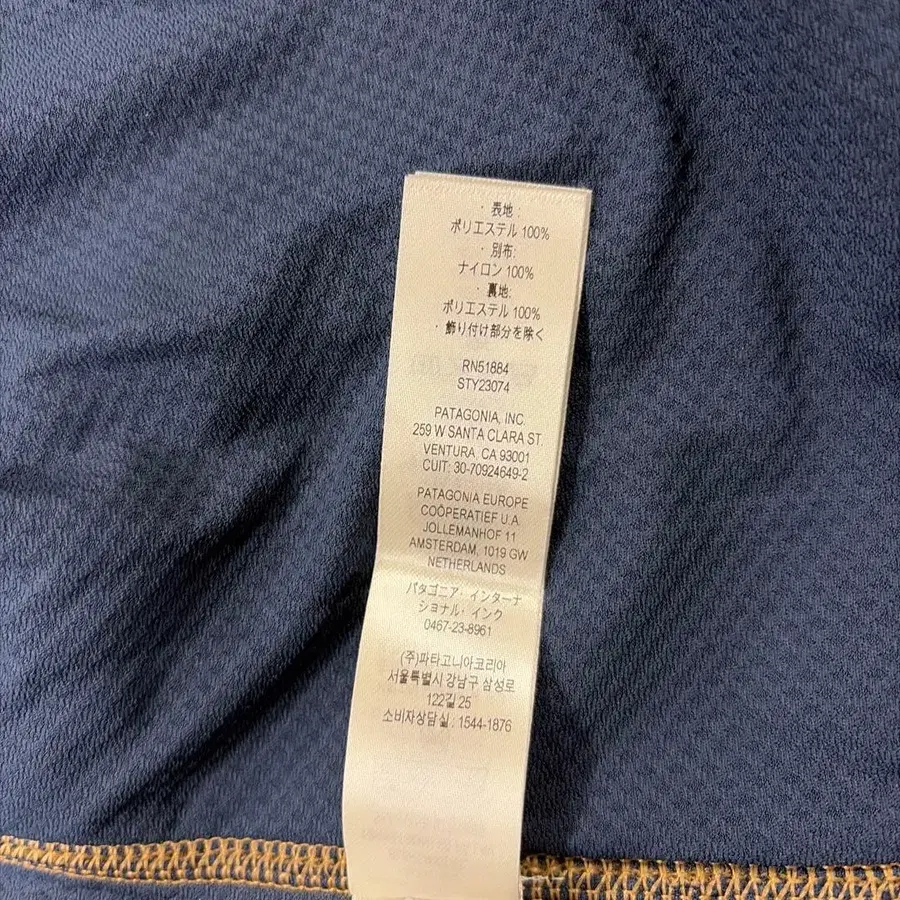 ・ 表地 :
ポリエステル 100%
・ 別布:
ナイロン 100%
・ 裏地:
ポリエステル 100%
・ 飾り付け部分を除く
RN51884
STY23074
PATAGONIA, INC.
259 W SANTA CLARA ST.
VENTURA, CA 93001
CUIT: 30-70924649-2
PATAGONIA EUROPE
COÖPERATIEF U.A.
JOLLEMANHOF 11
AMSTERDAM, 1019 GW
NETHERLANDS
パタゴニア・インターナ
ショナル・インク
0467-23-8961
(주)파타고니아코리아
서울특별시 강남구 삼성로
122길 25
소비자상담실 : 1544-1876